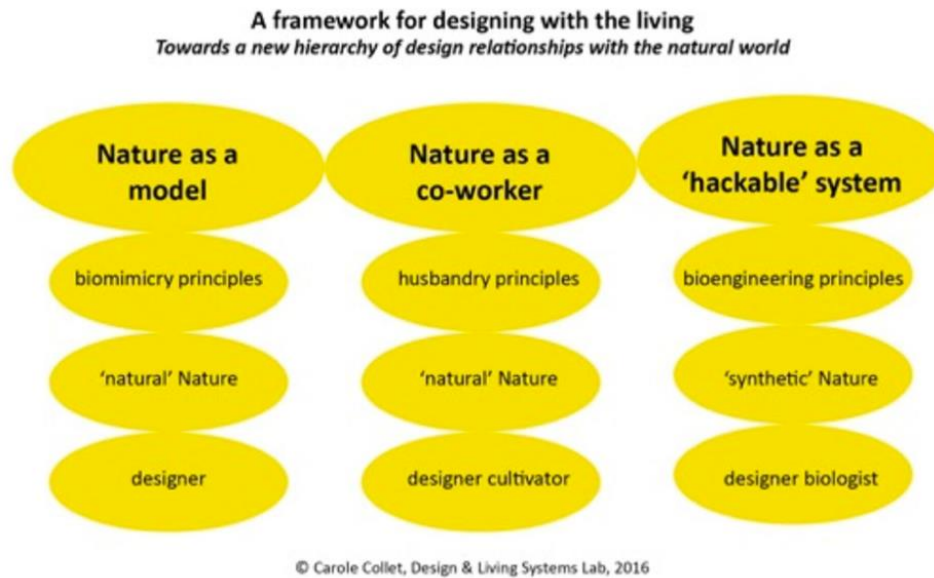 A framework for designing with the living
Towards a new hierarchy of design relationships with the natural world
Nature as a
model
biomimicry principles
‘natural’ Nature
designer
Nature as a
co-worker
husbandry principles
‘natural’ Nature
designer cultivator
Nature as a
‘hackable’ system
bioengineering principles
‘synthetic’ Nature
designer biologist
© Carole Collet, Design & Living Systems Lab, 2016